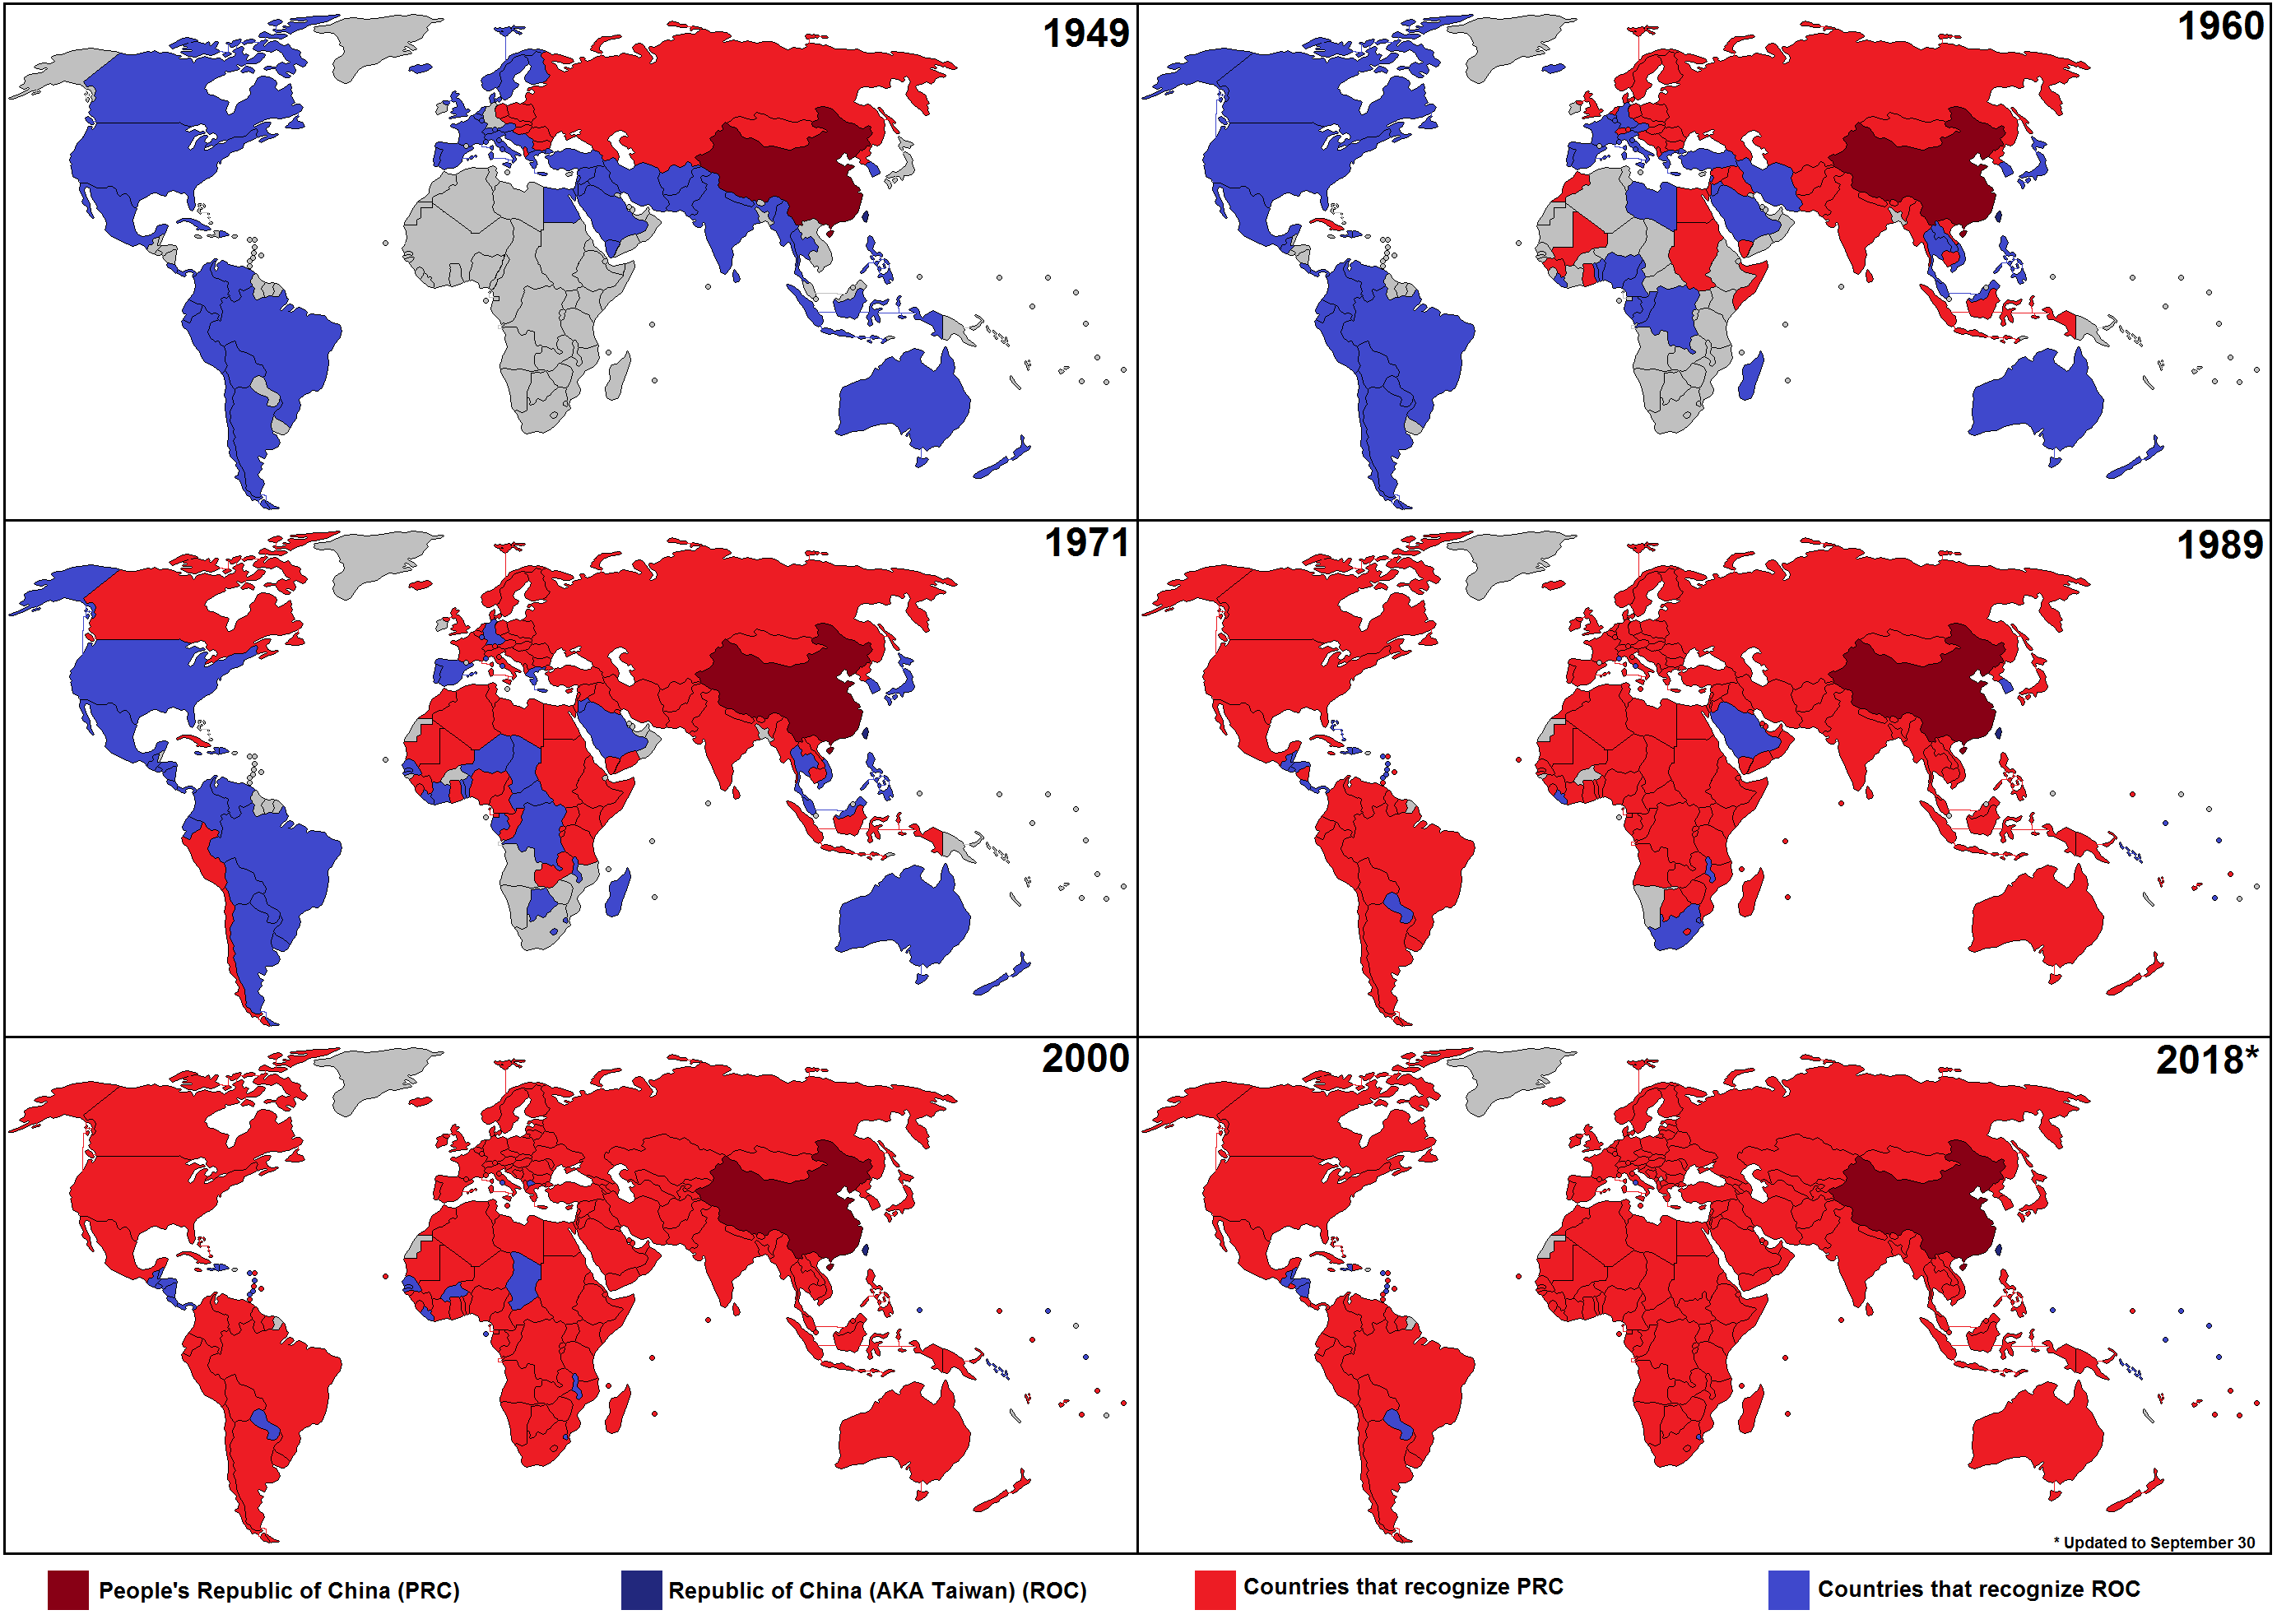 1949
1960
1971
1989
2000
2018*
* Updated to September 30
People's Republic of China (PRC)
Republic of China (AKA Taiwan) (ROC)
Countries that recognize PRC
Countries that recognize ROC